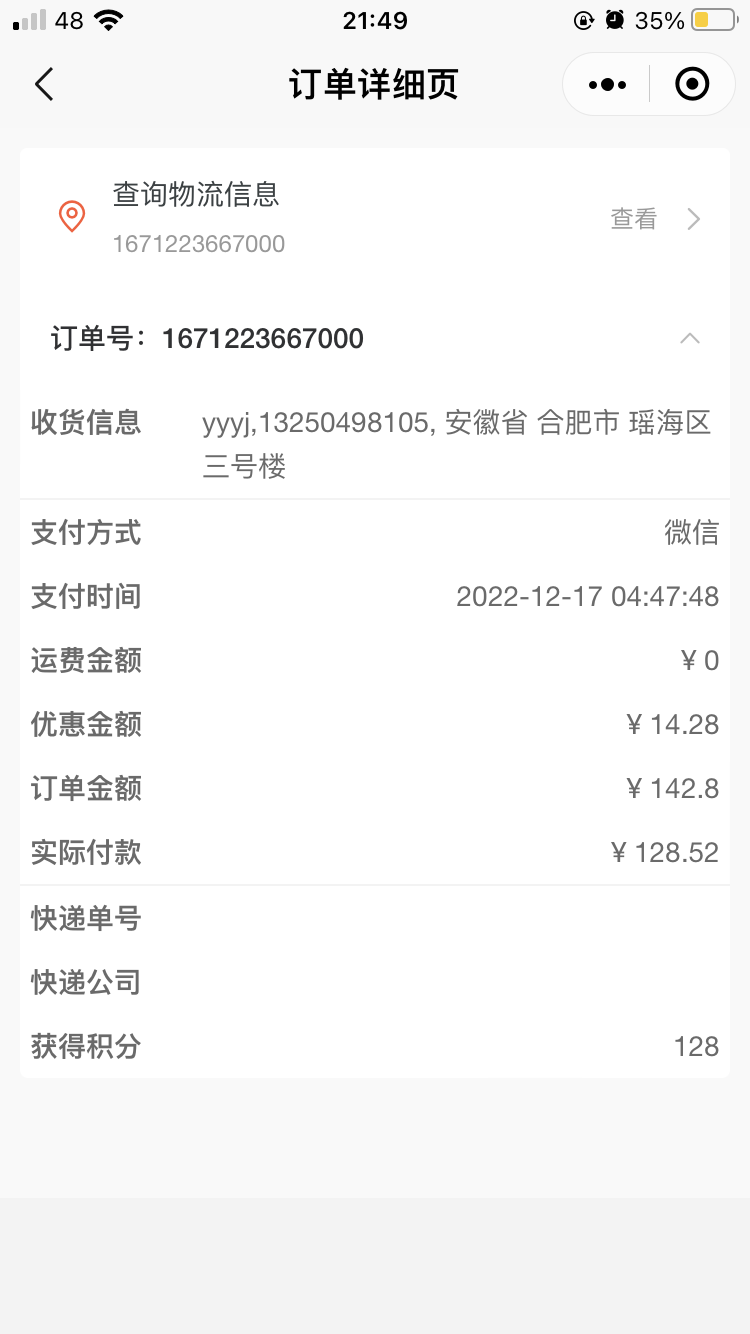 48 21:49 35%
订单详细页
查询物流信息
1671223667000
查看
订单号：1671223667000
收货信息 yyyj,13250498105, 安徽省 合肥市 瑶海区
三号楼
支付方式 微信
支付时间 2022-12-17 04:47:48
运费金额 ¥ 0
优惠金额 ¥ 14.28
订单金额 ¥ 142.8
实际付款 ¥ 128.52
快递单号
快递公司
获得积分 128